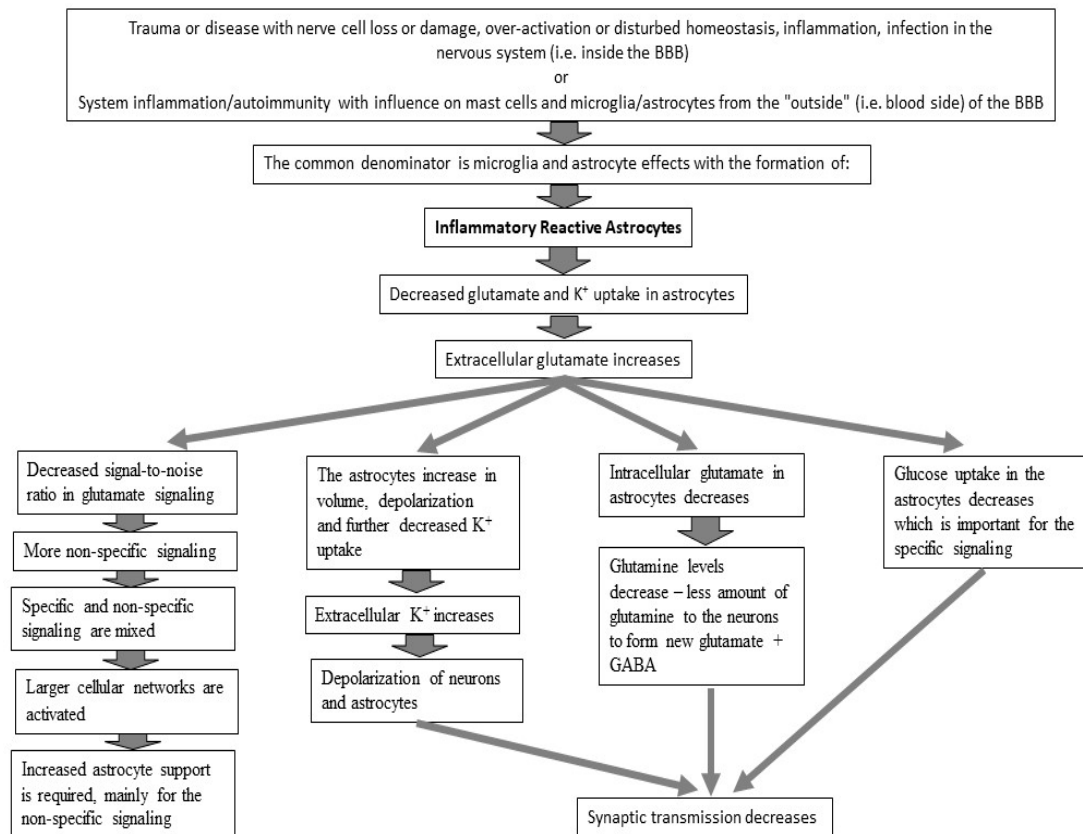 Trauma or disease with nerve cell loss or damage, over-activation or disturbed homeostasis, inflammation, infection in the
nervous system (i.e. inside the BBB)
or
System inflammation/autoimmunity with influence on mast cells and microglia/astrocytes from the "outside" (i.e. blood side) of the BBB
The common denominator is microglia and astrocyte effects with the formation of:
Inflammatory Reactive Astrocytes
Decreased glutamate and K⁺ uptake in astrocytes
Extracellular glutamate increases
Decreased signal-to-noise
ratio in glutamate signaling
More non-specific signaling
Specific and non-specific
signaling are mixed
Larger cellular networks are
activated
Increased astrocyte support
is required, mainly for the
non-specific signaling
The astrocytes increase in
volume, depolarization
and further decreased K⁺
uptake
Extracellular K⁺ increases
Depolarization of neurons
and astrocytes
Intracellular glutamate in
astrocytes decreases
Glutamine levels
decrease – less amount of
glutamine to the neurons
to form new glutamate +
GABA
Glucose uptake in the
astrocytes decreases
which is important for the
specific signaling
Synaptic transmission decreases